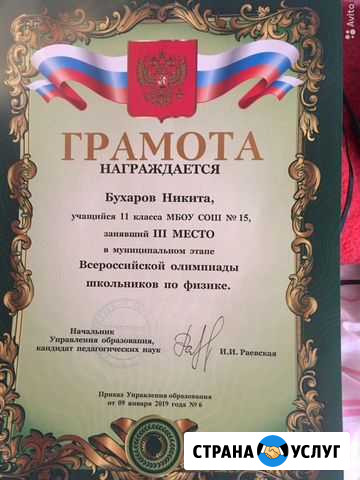 Avito
ГРАМОТА
НАГРАЖДАЕТСЯ
Бухаров Никита,
учащийся 11 класса МБОУ СОШ № 15,
занявший III МЕСТО
в муниципальном этапе
Всероссийской олимпиады
школьников по физике.
Начальник
Управления образования,
кандидат педагогических наук
И.И. Раевская
Приказ Управления образования
от 09 января 2019 года № 6
СТРАНА УСЛУГ